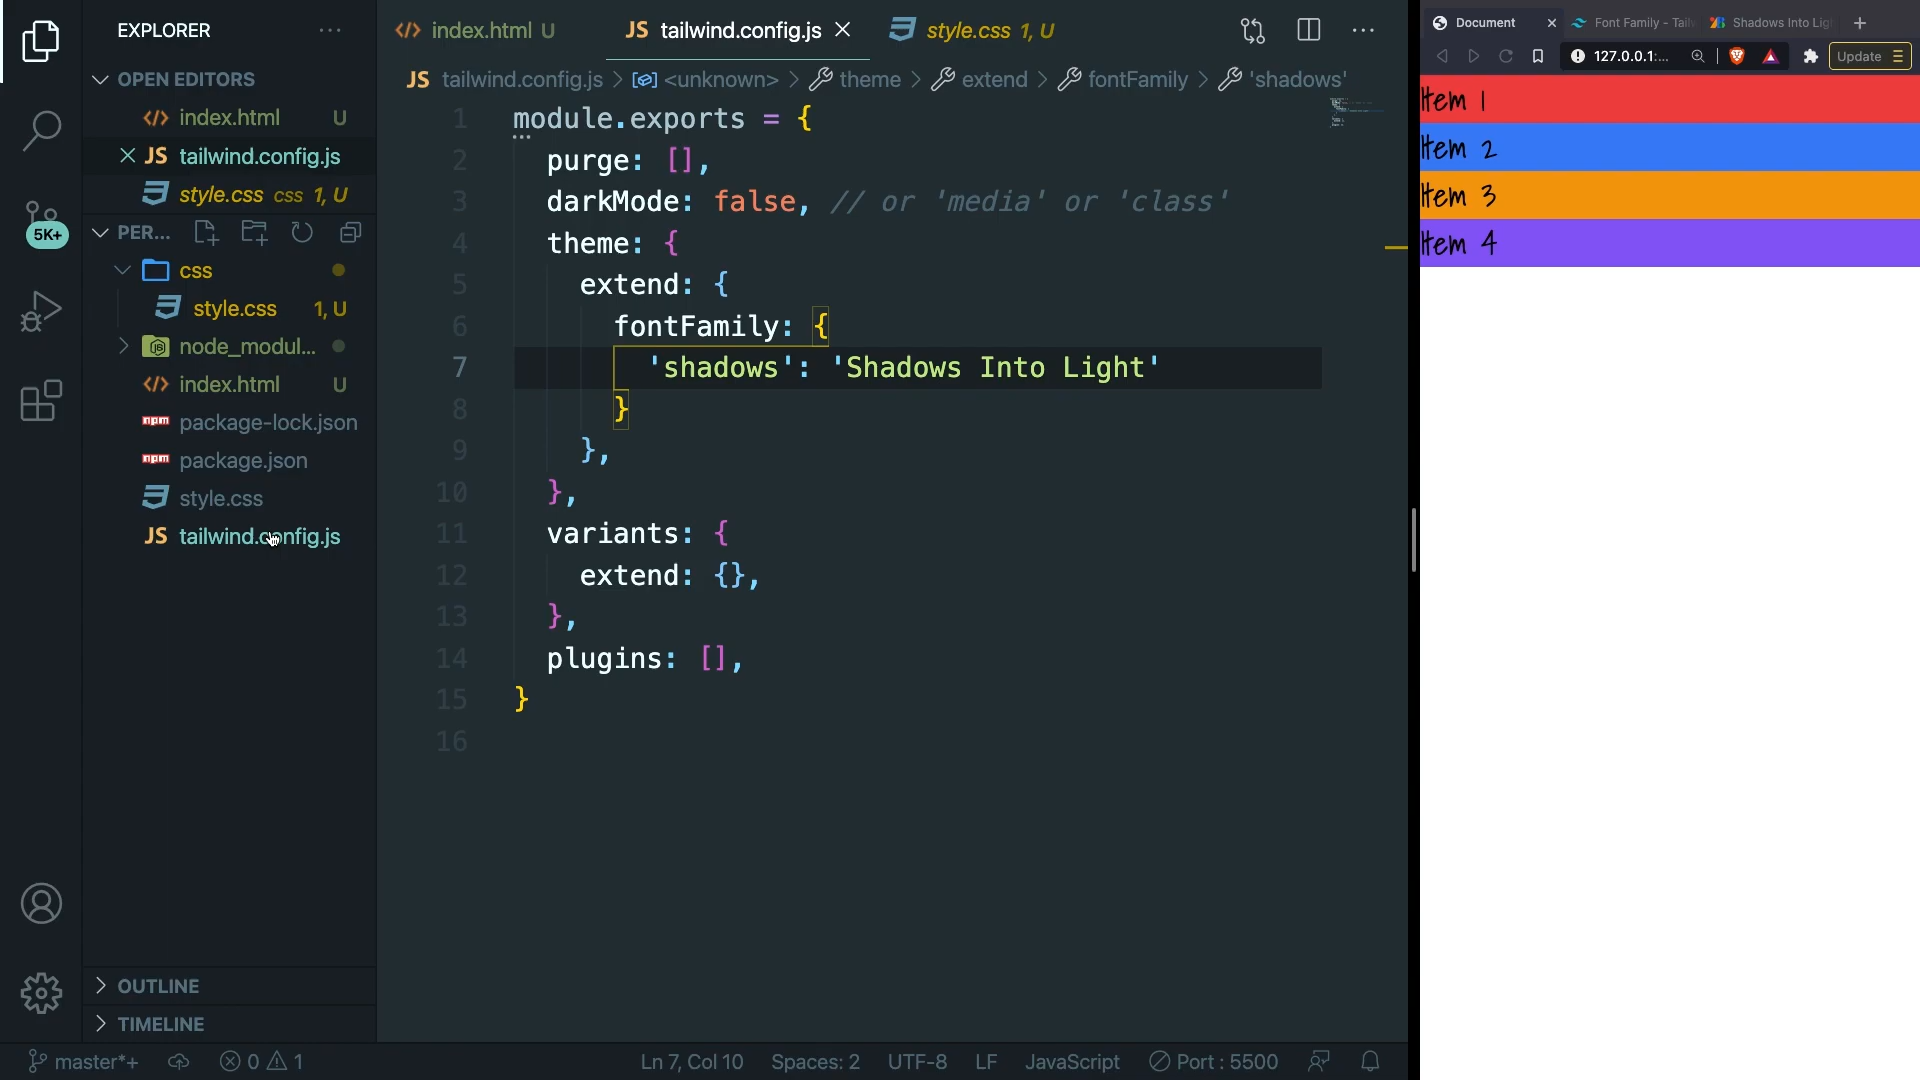 EXPLORER
OPEN EDITORS
index.html U
JS tailwind.config.js
style.css css 1, U
PER...
css
style.css 1, U
node_modul...
index.html U
npm package-lock.json
npm package.json
style.css
JS tailwind.config.js
5K+
OUTLINE
TIMELINE
index.html U
JS tailwind.config.js
style.css 1, U
JS tailwind.config.js > <unknown> > theme > extend > fontFamily > 'shadows'
1 module.exports = {
2 purge: [],
3 darkMode: false, // or 'media' or 'class'
4 theme: {
5 extend: {
6 fontFamily: {
7 'shadows': 'Shadows Into Light'
8 }
9 },
10 },
11 variants: {
12 extend: {},
13 },
14 plugins: [],
15 }
16
master*+ 0 1 Ln 7, Col 10 Spaces: 2 UTF-8 LF JavaScript Port : 5500
Document Font Family - Tail Shadows Into Lig
127.0.0.1:... Update
Item 1
Item 2
Item 3
Item 4